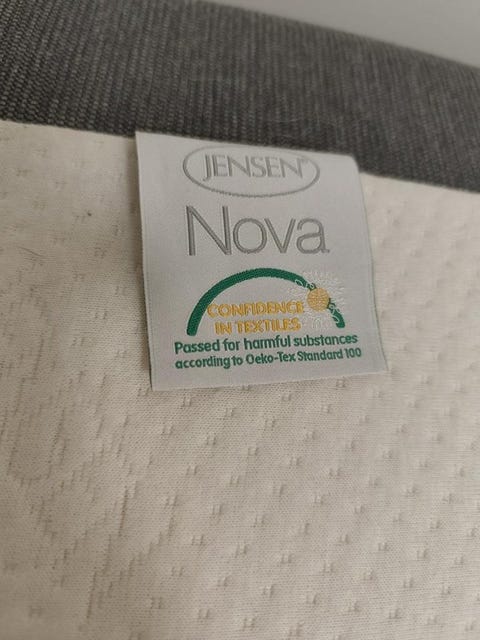 JENSEN®
Nova
CONFIDENCE
IN TEXTILES
Passed for harmful substances
according to Oeko-Tex Standard 100